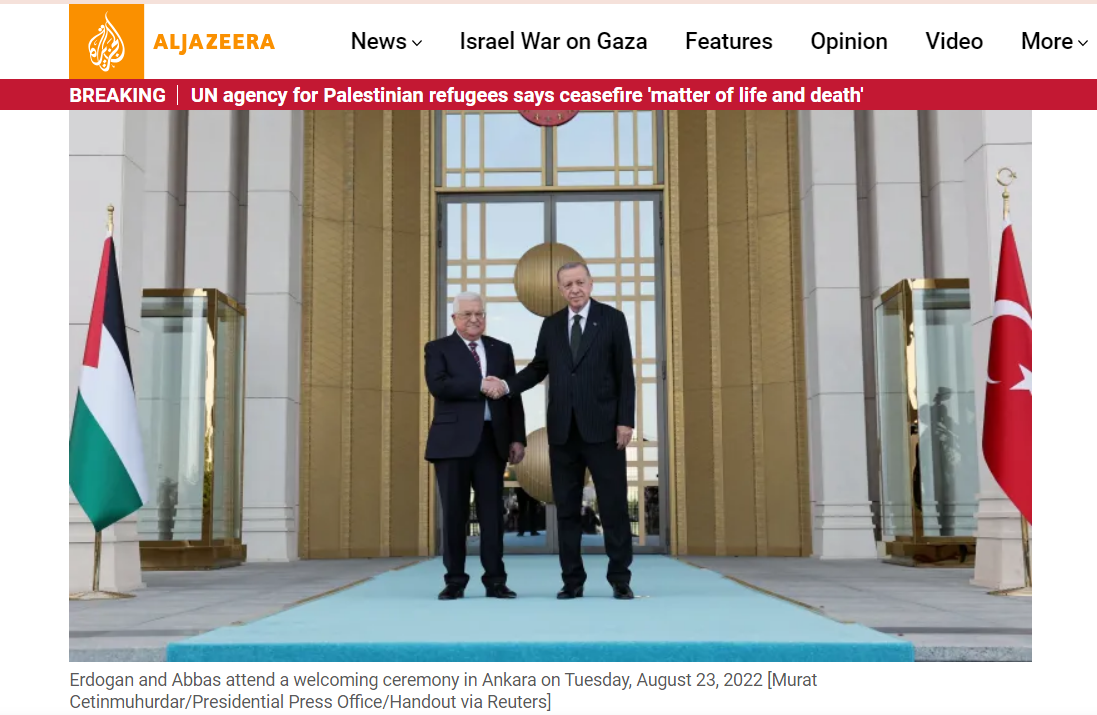 ALJAZEERA
News
Israel War on Gaza
Features
Opinion
Video
More
BREAKING
UN agency for Palestinian refugees says ceasefire 'matter of life and death'
Erdogan and Abbas attend a welcoming ceremony in Ankara on Tuesday, August 23, 2022 [Murat
Cetinmuhurdar/Presidential Press Office/Handout via Reuters]